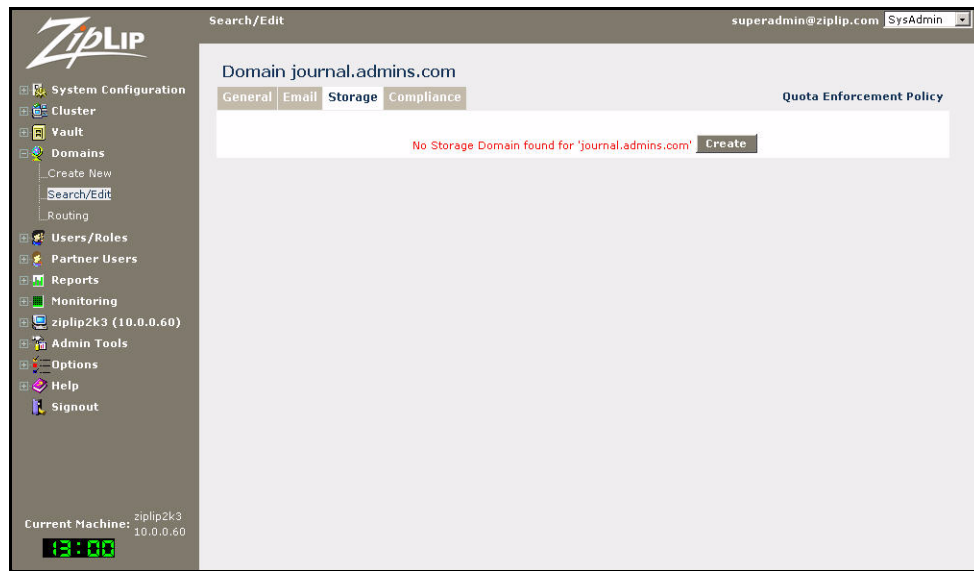 ZipLip
Search/Edit
superadmin@ziplip.com SysAdmin
Domain journal.admins.com
General Email Storage Compliance
Quota Enforcement Policy
No Storage Domain found for 'journal.admins.com' Create
System Configuration
Cluster
Vault
Domains
Create New
Search/Edit
Routing
Users/Roles
Partner Users
Reports
Monitoring
ziplip2k3 (10.0.0.60)
Admin Tools
Options
Help
Signout
Current Machine: ziplip2k3
10.0.0.60
13:00